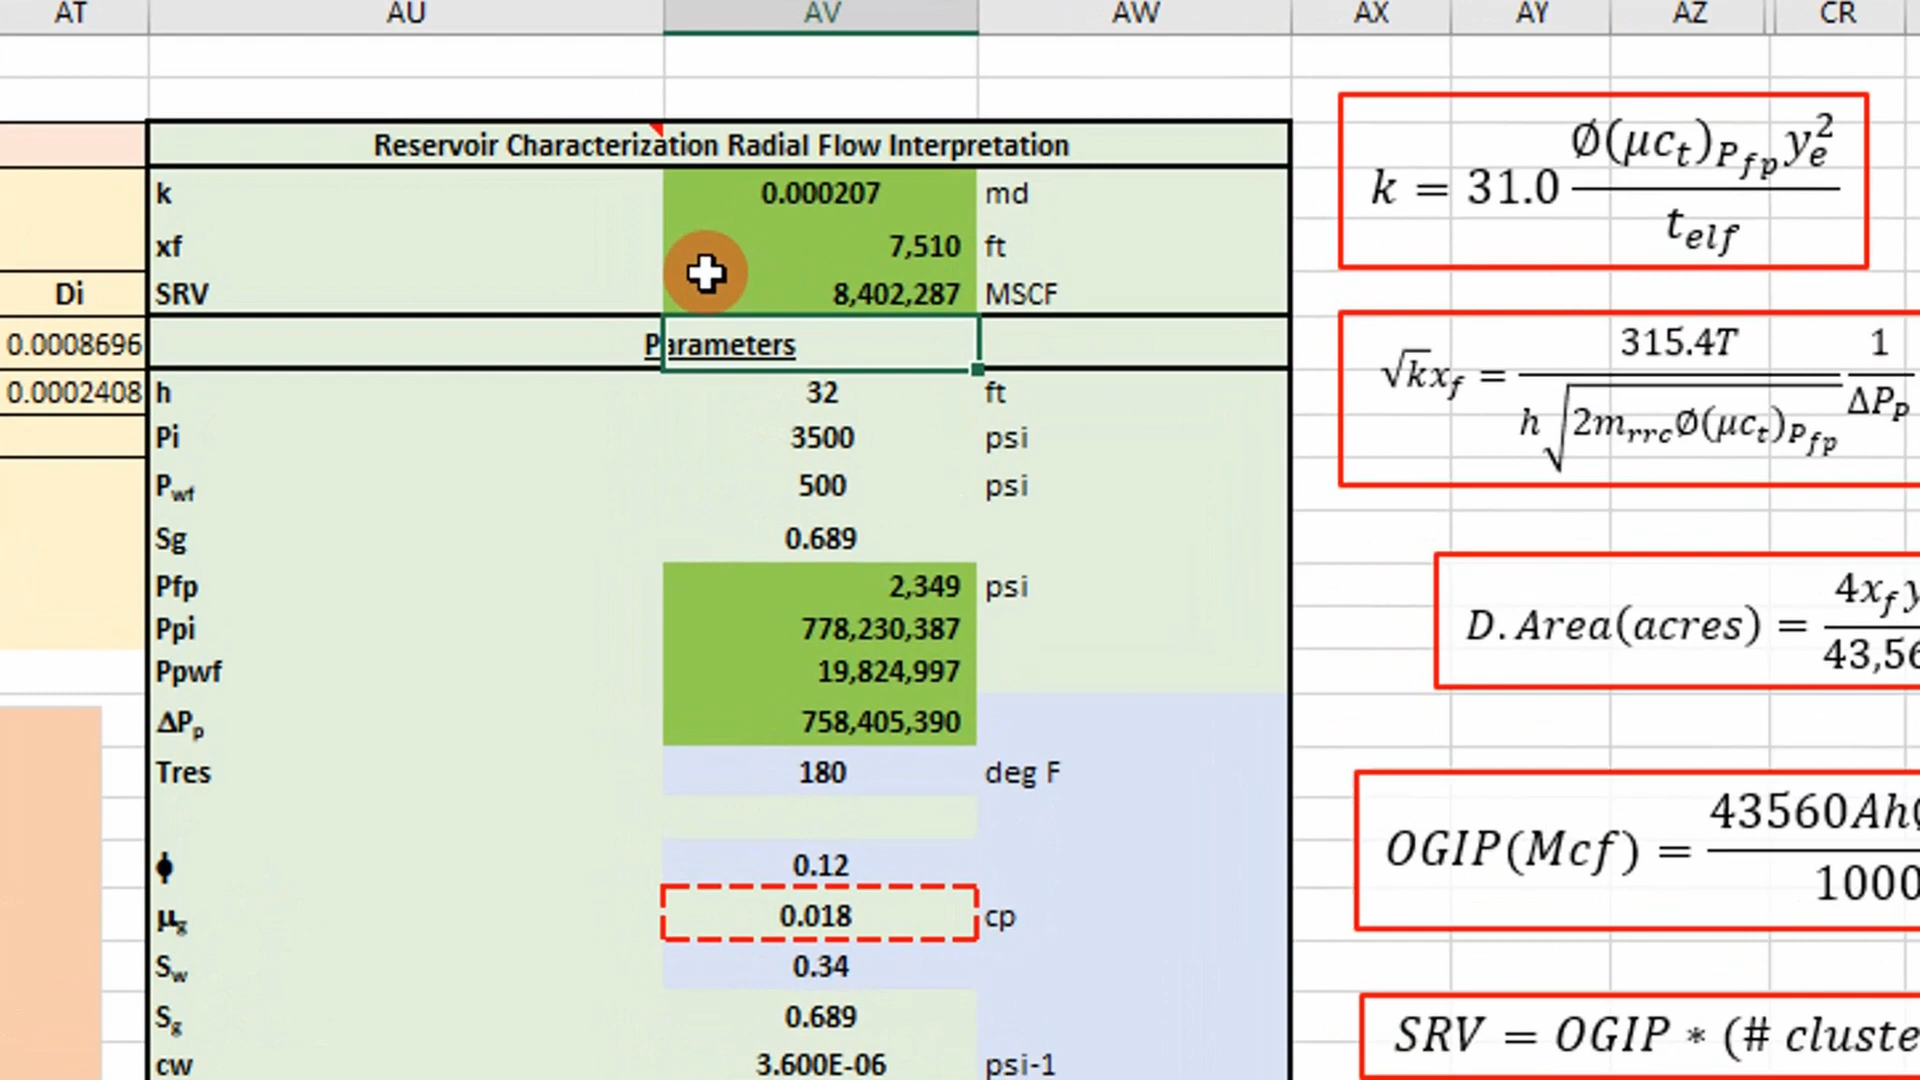 AT AU AV AW AX AY AZ CR
Reservoir Characterization Radial Flow Interpretation
k 0.000207 md
xf 7,510 ft
Di SRV 8,402,287 MSCF
0.0008696 Parameters
0.0002408 h 32 ft
Pi 3500 psi
Pwf 500 psi
Sg 0.689
Pfp 2,349 psi
Ppi 778,230,387
Ppwf 19,824,997
ΔPp 758,405,390
Tres 180 deg F
ϕ 0.12
μg 0.018 cp
Sw 0.34
Sg 0.689
cw 3.600E-06 psi-1
k = 31.0 Ø(μct)Pfp ye2 / telf
√kxf = 315.4T / h√2mrrcØ(μct)Pfp 1 / ΔPP
D. Area(acres) = 4xfy / 43,56
OGIP(Mcf) = 43560Ah / 1000
SRV = OGIP * (# cluste